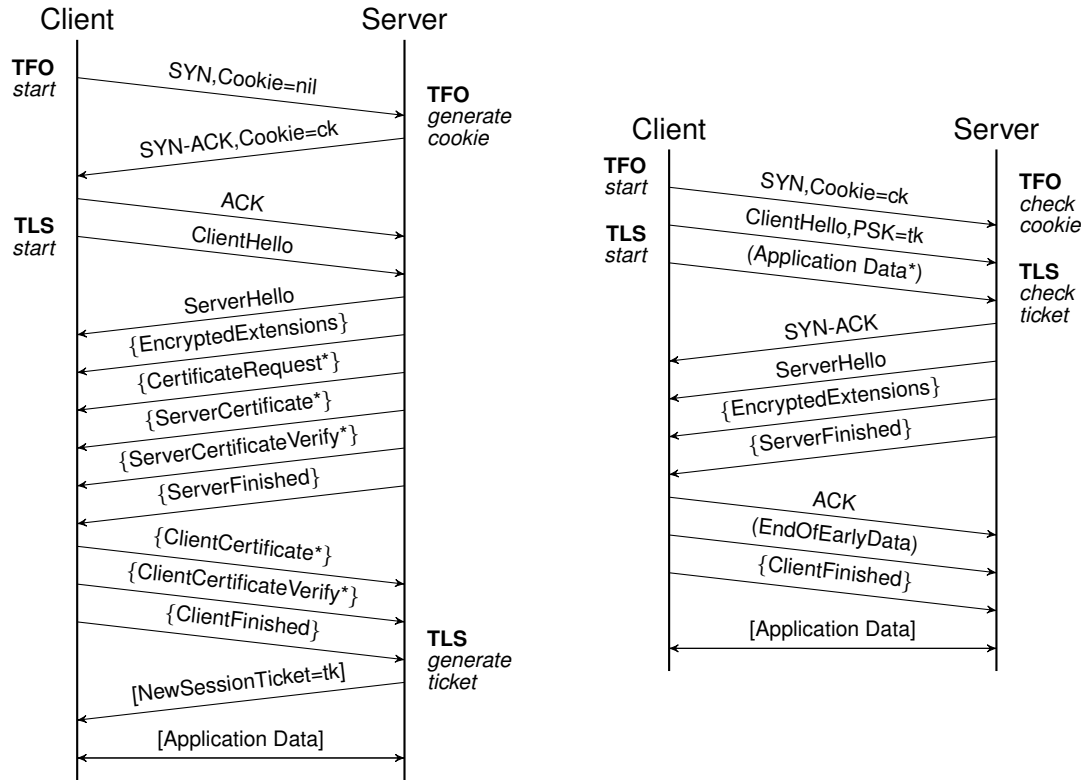 Client
Server
TFO
start
SYN,Cookie=nil
TFO
generate
cookie
SYN-ACK,Cookie=ck
ACK
TLS
start
ClientHello
ServerHello
{EncryptedExtensions}
{CertificateRequest*}
{ServerCertificate*}
{ServerCertificateVerify*}
{ServerFinished}
{ClientCertificate*}
{ClientCertificateVerify*}
{ClientFinished}
TLS
generate
ticket
[NewSessionTicket=tk]
[Application Data]
Client
Server
TFO
start
SYN,Cookie=ck
TFO
check
cookie
TLS
start
ClientHello,PSK=tk
(Application Data*)
TLS
check
ticket
SYN-ACK
ServerHello
{EncryptedExtensions}
{ServerFinished}
ACK
(EndOfEarlyData)
{ClientFinished}
[Application Data]